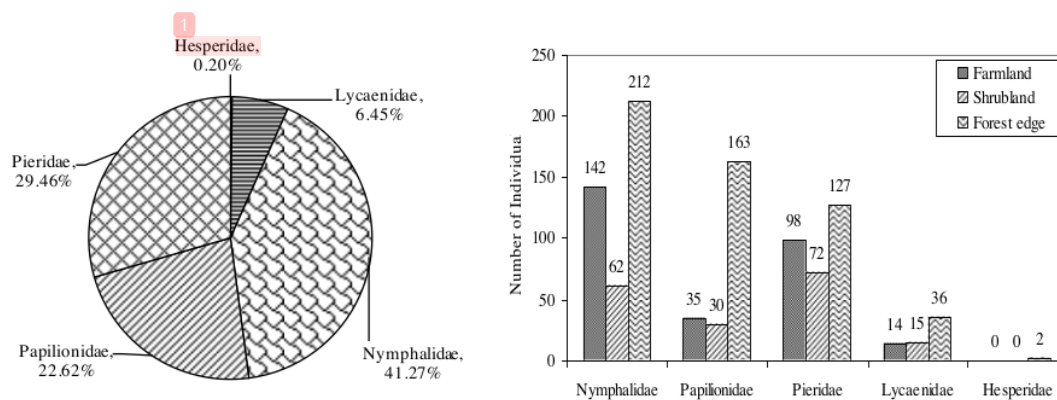 1
Hesperidae,
0.20%
Lycaenidae,
6.45%
Pieridae,
29.46%
Papilionidae,
22.62%
Nymphalidae,
41.27%
Number of Individua
250
200
150
100
50
0
Farmland
Shrubland
Forest edge
142
62
212
35
30
163
98
72
127
14
15
36
0
0
2
Nymphalidae
Papilionidae
Pieridae
Lycaenidae
Hesperidae